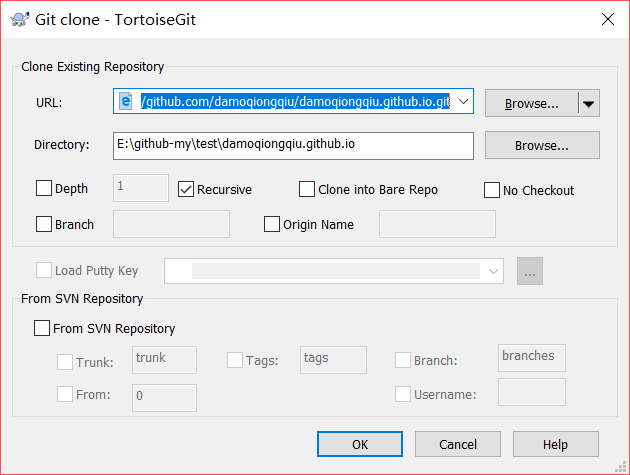 Git clone - TortoiseGit
Clone Existing Repository
URL: /github.com/damoqiongqiu/damoqiongqiu.github.io.git Browse...
Directory: E:\github-my\test\damoqiongqiu.github.io Browse...
Depth 1 Recursive Clone into Bare Repo No Checkout
Branch Origin Name
Load Putty Key ...
From SVN Repository
From SVN Repository
Trunk: trunk Tags: tags Branch: branches
From: 0 Username:
OK Cancel Help